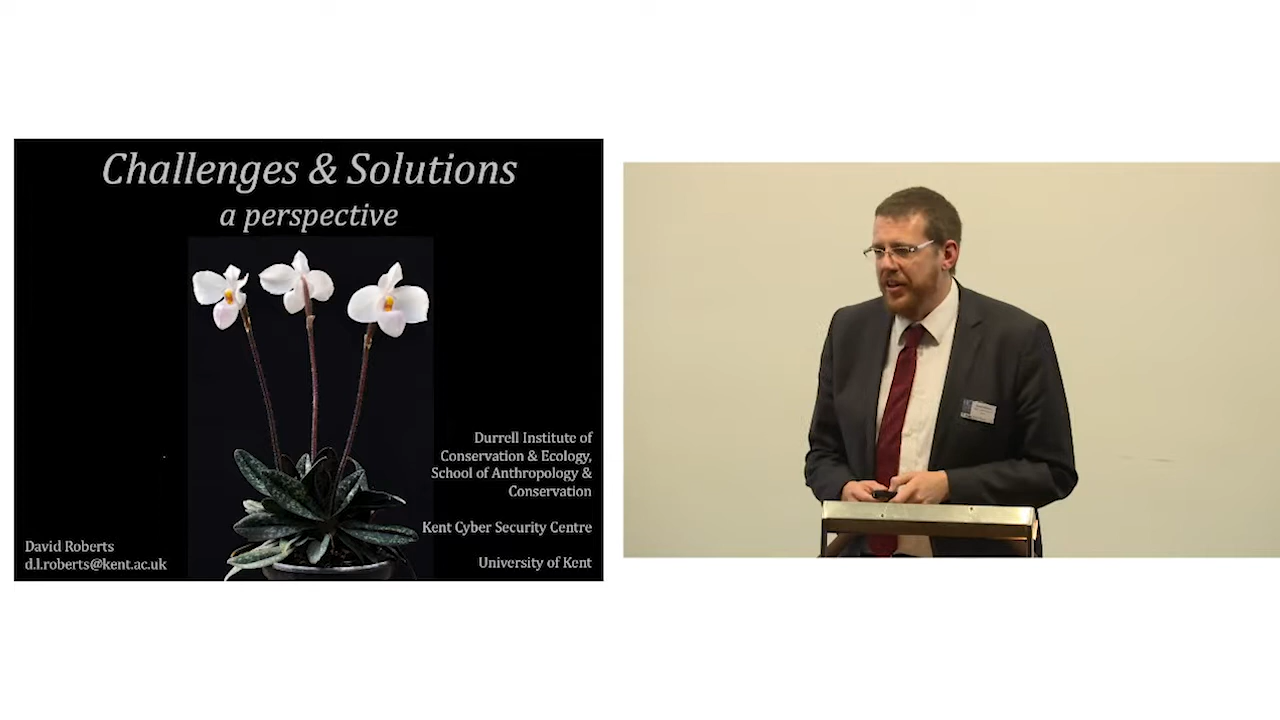 Challenges & Solutions
a perspective
Durrell Institute of
Conservation & Ecology,
School of Anthropology &
Conservation
Kent Cyber Security Centre
University of Kent
David Roberts
d.l.roberts@kent.ac.uk